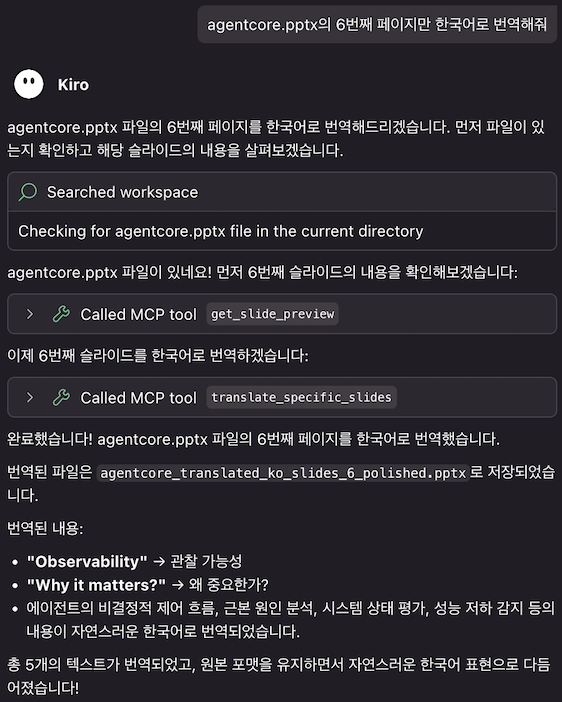 agentcore.pptx의 6번째 페이지만 한국어로 번역해줘
Kiro
agentcore.pptx 파일의 6번째 페이지를 한국어로 번역해드리겠습니다. 먼저 파일이 있
는지 확인하고 해당 슬라이드의 내용을 살펴보겠습니다.
Searched workspace
Checking for agentcore.pptx file in the current directory
agentcore.pptx 파일이 있네요! 먼저 6번째 슬라이드의 내용을 확인해보겠습니다:
Called MCP tool get_slide_preview
이제 6번째 슬라이드를 한국어로 번역하겠습니다:
Called MCP tool translate_specific_slides
완료했습니다! agentcore.pptx 파일의 6번째 페이지를 한국어로 번역했습니다.
번역된 파일은 agentcore_translated_ko_slides_6_polished.pptx로 저장되었습
니다.
번역된 내용:
• "Observability" → 관찰 가능성
• "Why it matters?" → 왜 중요한가?
• 에이전트의 비결정적 제어 흐름, 근본 원인 분석, 시스템 상태 평가, 성능 저하 감지 등의
내용이 자연스러운 한국어로 번역되었습니다.
총 5개의 텍스트가 번역되었고, 원본 포맷을 유지하면서 자연스러운 한국어 표현으로 다듬
어졌습니다!